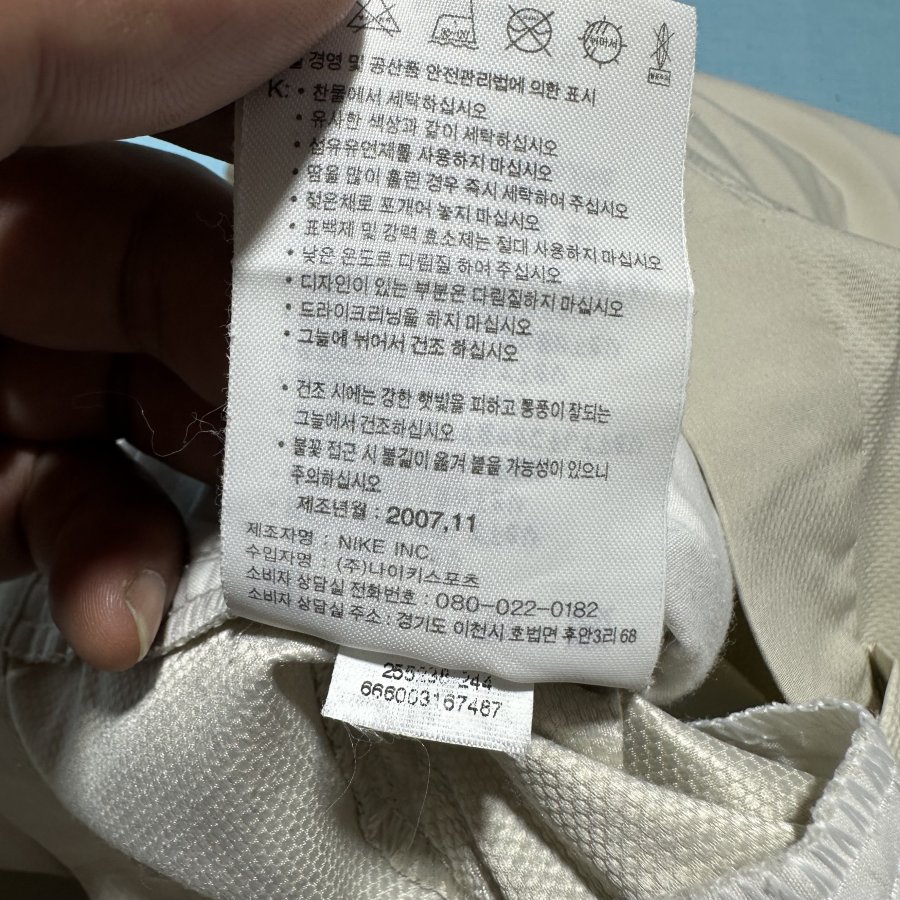 뉘어서
경영 및 공산품 안전관리법에 의한 표시
K: • 찬물에서 세탁하십시오
• 유사한 색상과 같이 세탁하십시오
• 섬유유연제를 사용하지 마십시오
• 땀을 많이 흘린 경우 즉시 세탁하여 주십시오
• 젖은채로 포개어 놓지 마십시오
• 표백제 및 강력 효소제는 절대 사용하지 마십시오
• 낮은 온도로 다림질 하여 주십시오
• 디자인이 있는 부분은 다림질하지 마십시오
• 드라이크리닝을 하지 마십시오
• 그늘에 뉘어서 건조 하십시오
• 건조 시에는 강한 햇빛을 피하고 통풍이 잘되는
그늘에서 건조하십시오
• 불꽃 접근 시 불길이 옮겨 붙을 가능성이 있으니
주의하십시오
제조년월 : 2007,11
제조자명 : NIKE INC.
수입자명 : (주)나이키스포츠
소비자 상담실 전화번호 : 080-022-0182
소비자 상담실 주소 : 경기도 이천시 호법면 후안3리 68
244
666003167487